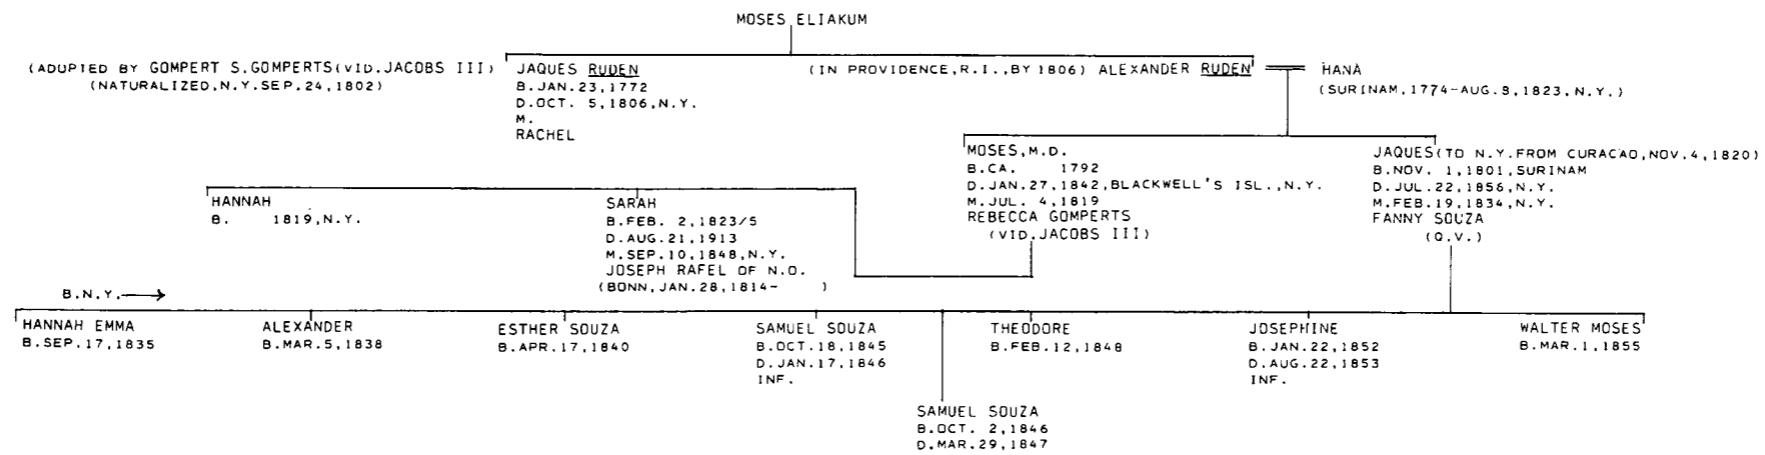 MOSES ELIAKUM
(ADOPTED BY GOMPERT S.GOMPERTS(VID.JACOBS III)
(NATURALIZED,N.Y.SEP.24,1802)
JAQUES RUDEN
B.JAN.23,1772
D.OCT. 5,1806,N.Y.
M.
RACHEL
(IN PROVIDENCE,R.I.,BY 1806) ALEXANDER RUDEN
HANA
(SURINAM,1774-AUG.8,1823,N.Y.)
MOSES,M.D.
B.CA. 1792
D.JAN.27,1842,BLACKWELL'S ISL.,N.Y.
M.JUL. 4,1819
REBECCA GOMPERTS
(VID.JACOBS III)
JAQUES(TO N.Y.FROM CURACAO,NOV.4,1820)
B.NOV. 1,1801,SURINAM
D.JUL.22,1856,N.Y.
M.FEB.19,1834,N.Y.
FANNY SOUZA
(Q.V.)
HANNAH
B. 1819,N.Y.
SARAH
B.FEB. 2,1823/5
D.AUG.21,1913
M.SEP.10,1848,N.Y.
JOSEPH RAFEL OF N.O.
(BONN,JAN.28,1814- )
B.N.Y.→
HANNAH EMMA
B.SEP.17,1835
ALEXANDER
B.MAR.5,1838
ESTHER SOUZA
B.APR.17,1840
SAMUEL SOUZA
B.OCT.18,1845
D.JAN.17,1846
INF.
SAMUEL SOUZA
B.OCT. 2,1846
D.MAR.29,1847
THEODORE
B.FEB.12,1848
JOSEPHINE
B.JAN.22,1852
D.AUG.22,1853
INF.
WALTER MOSES
B.MAR.1,1855